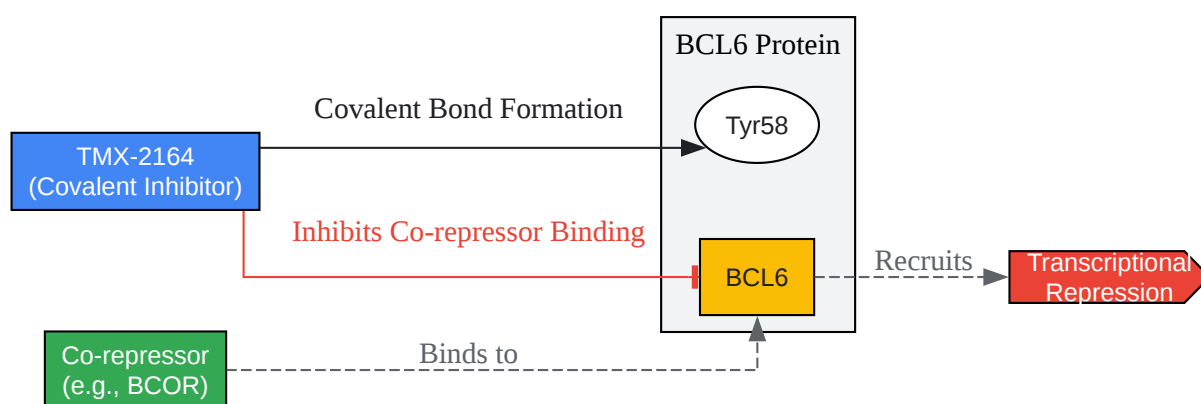 BCL6 Protein
Covalent Bond Formation
Tyr58
TMX-2164
(Covalent Inhibitor)
Inhibits Co-repressor Binding
BCL6
Recruits
Transcriptional
Repression
Co-repressor
(e.g., BCOR)
Binds to